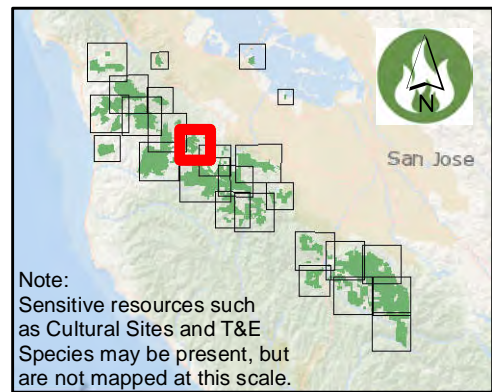 N
San Jose
Note:
Sensitive resources such
as Cultural Sites and T&E
Species may be present, but
are not mapped at this scale.